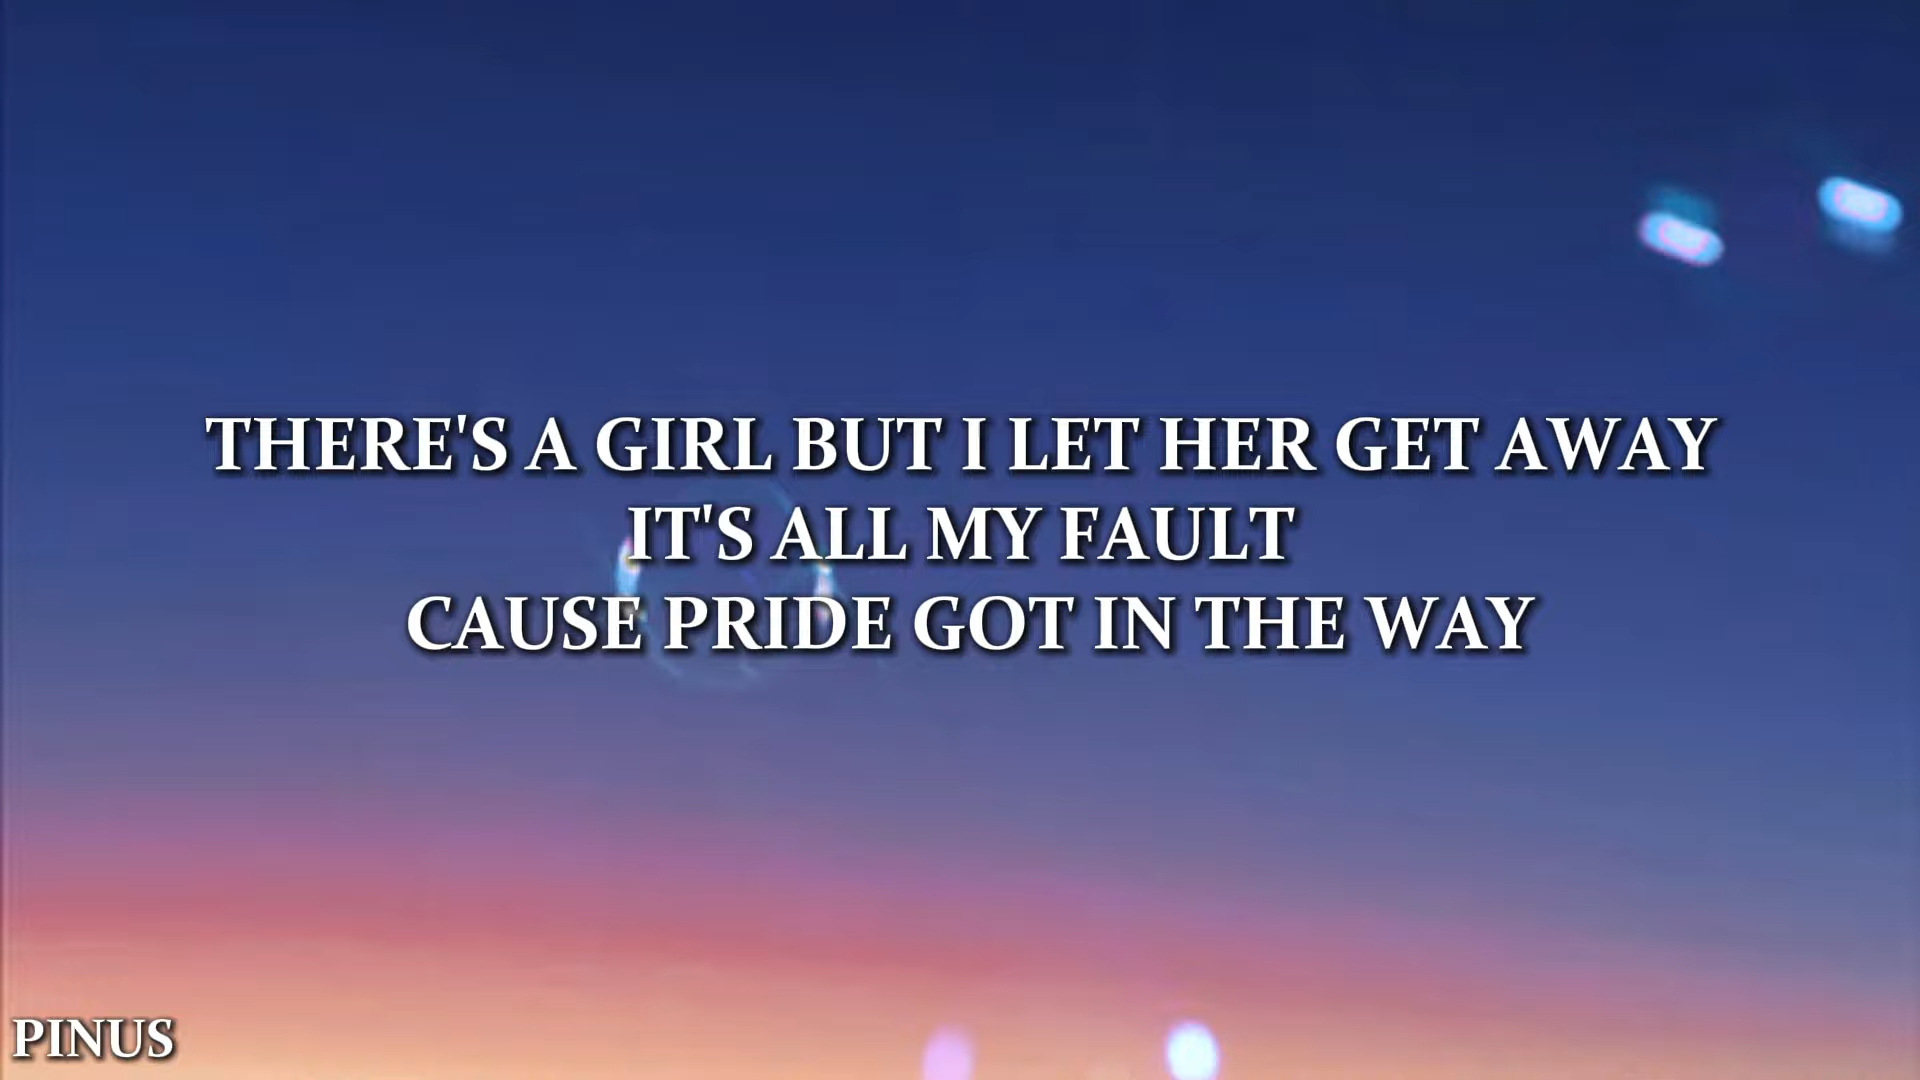 THERE'S A GIRL BUT I LET HER GET AWAY
IT'S ALL MY FAULT
CAUSE PRIDE GOT IN THE WAY
PINUS